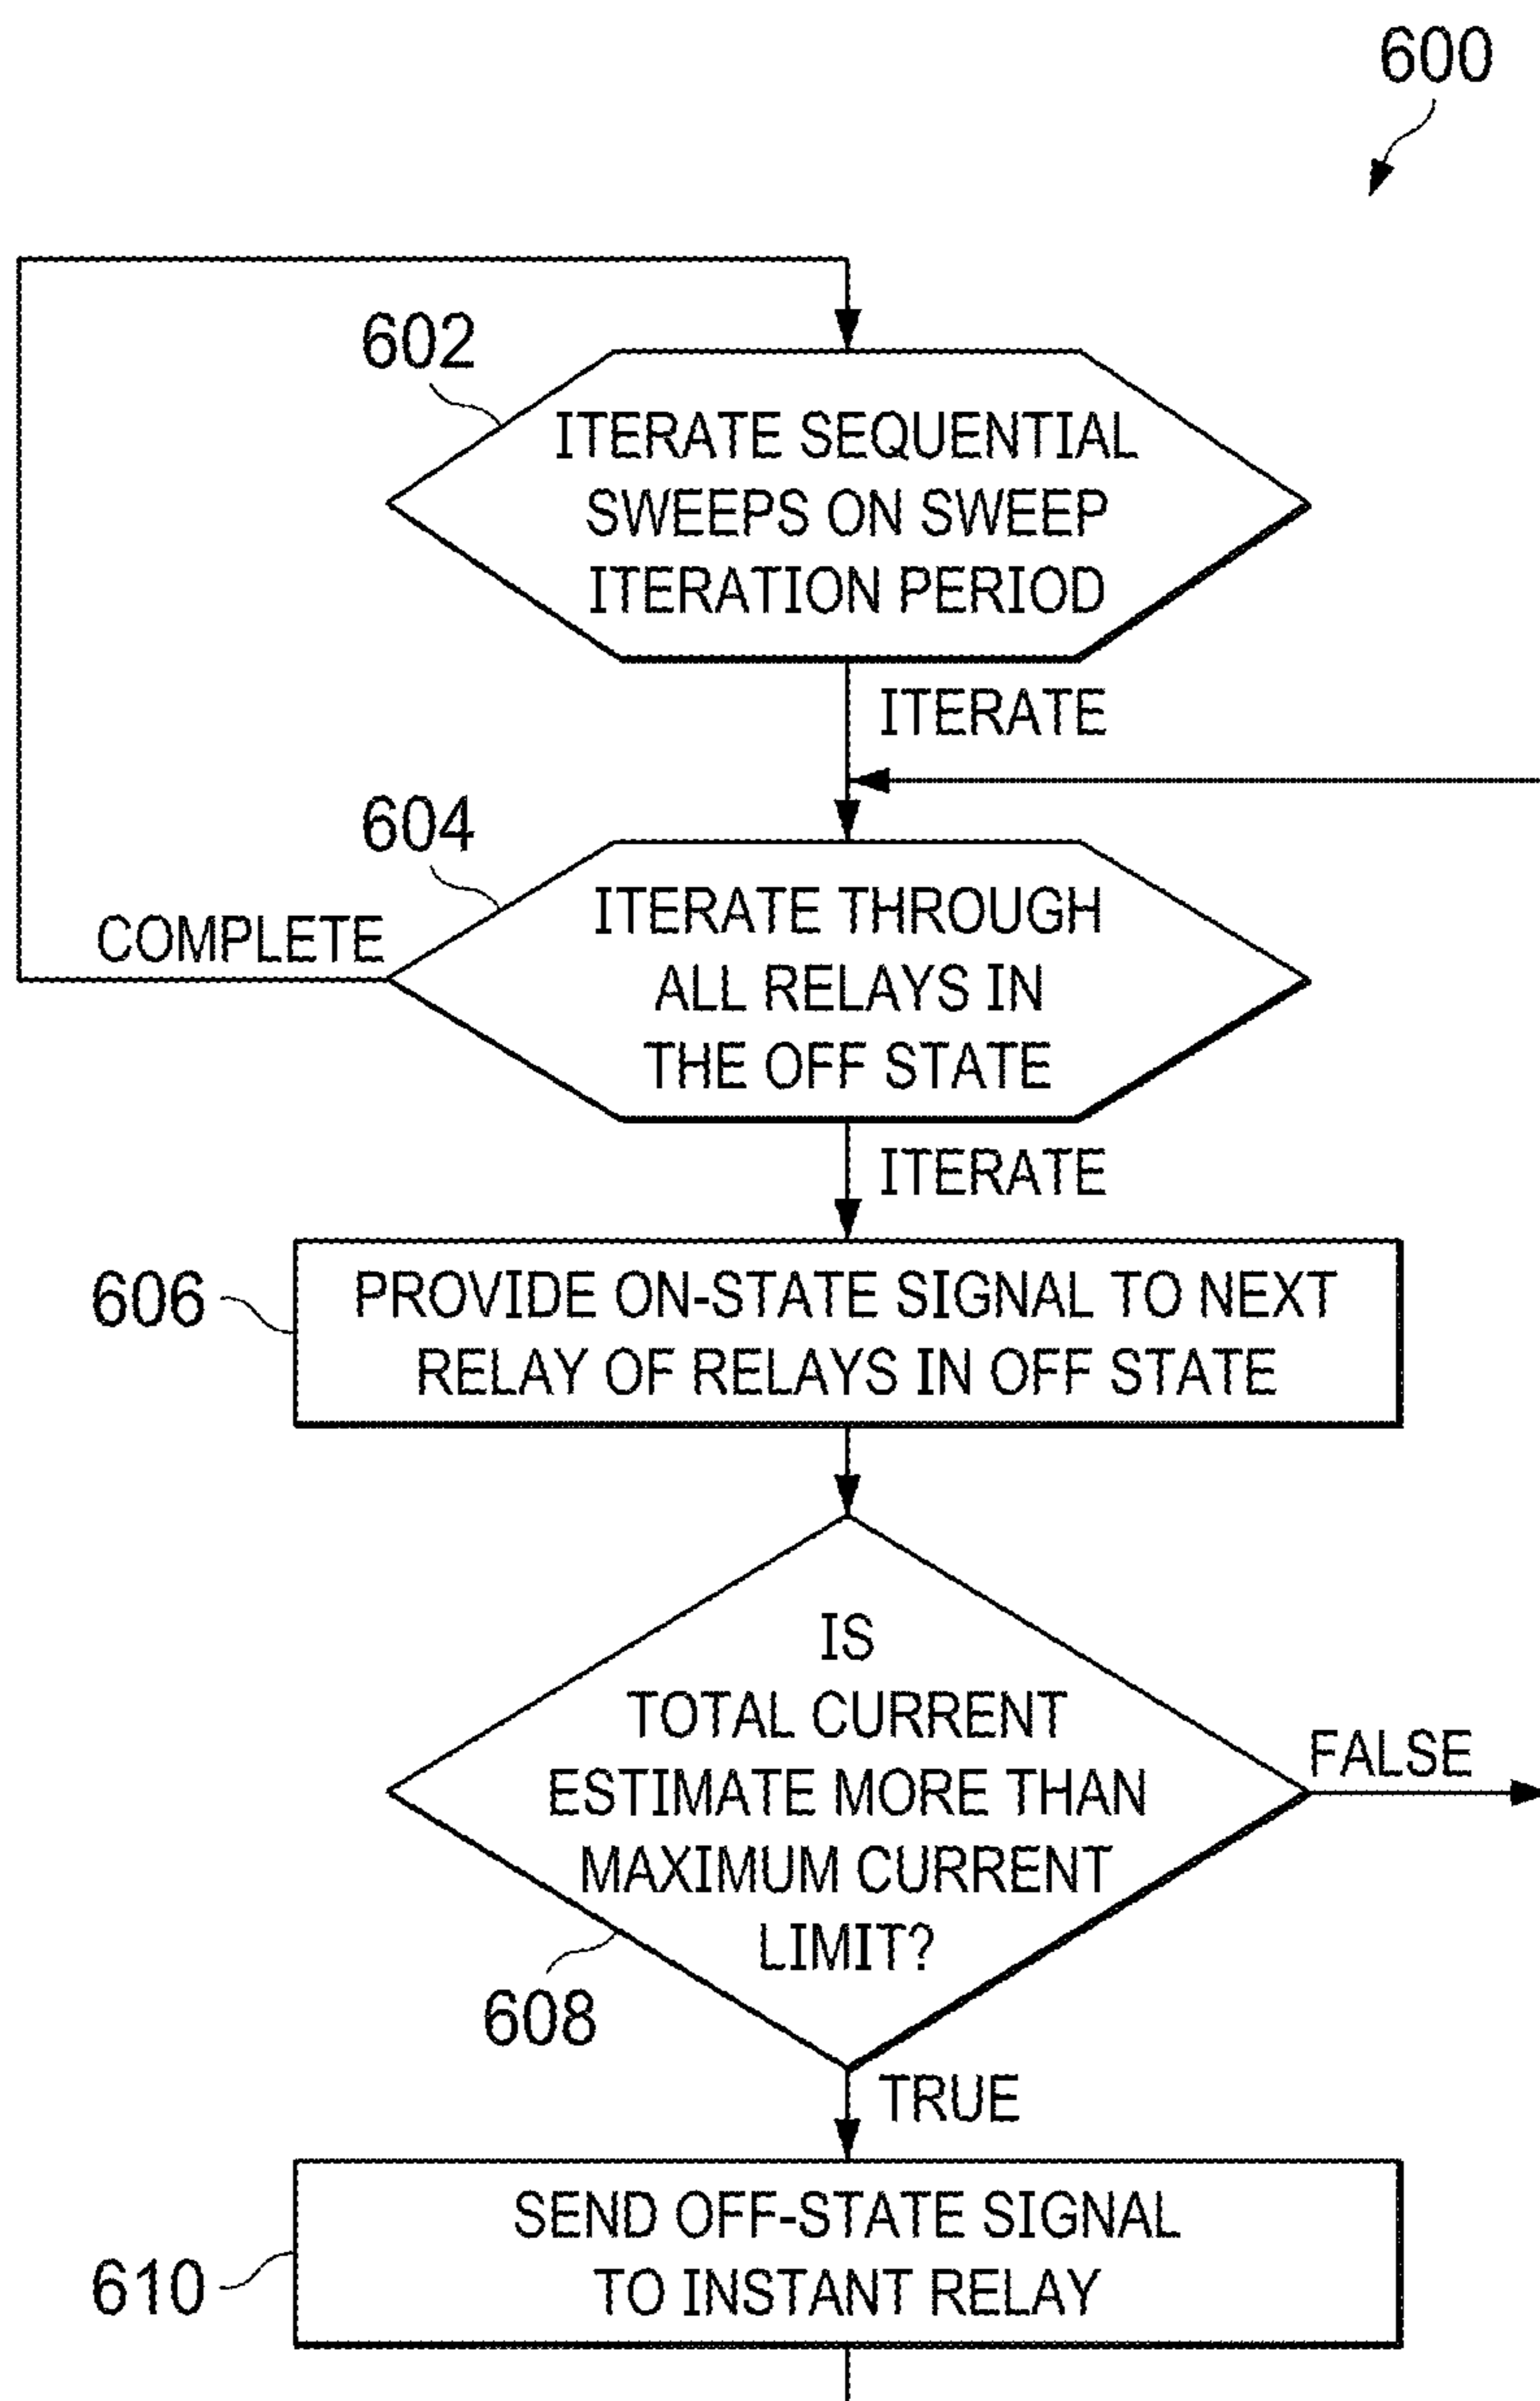 600
602
ITERATE SEQUENTIAL
SWEEPS ON SWEEP
ITERATION PERIOD
ITERATE
604
COMPLETE
ITERATE THROUGH
ALL RELAYS IN
THE OFF STATE
ITERATE
606
PROVIDE ON-STATE SIGNAL TO NEXT
RELAY OF RELAYS IN OFF STATE
IS
TOTAL CURRENT
ESTIMATE MORE THAN
MAXIMUM CURRENT
LIMIT?
FALSE
608
TRUE
610
SEND OFF-STATE SIGNAL
TO INSTANT RELAY